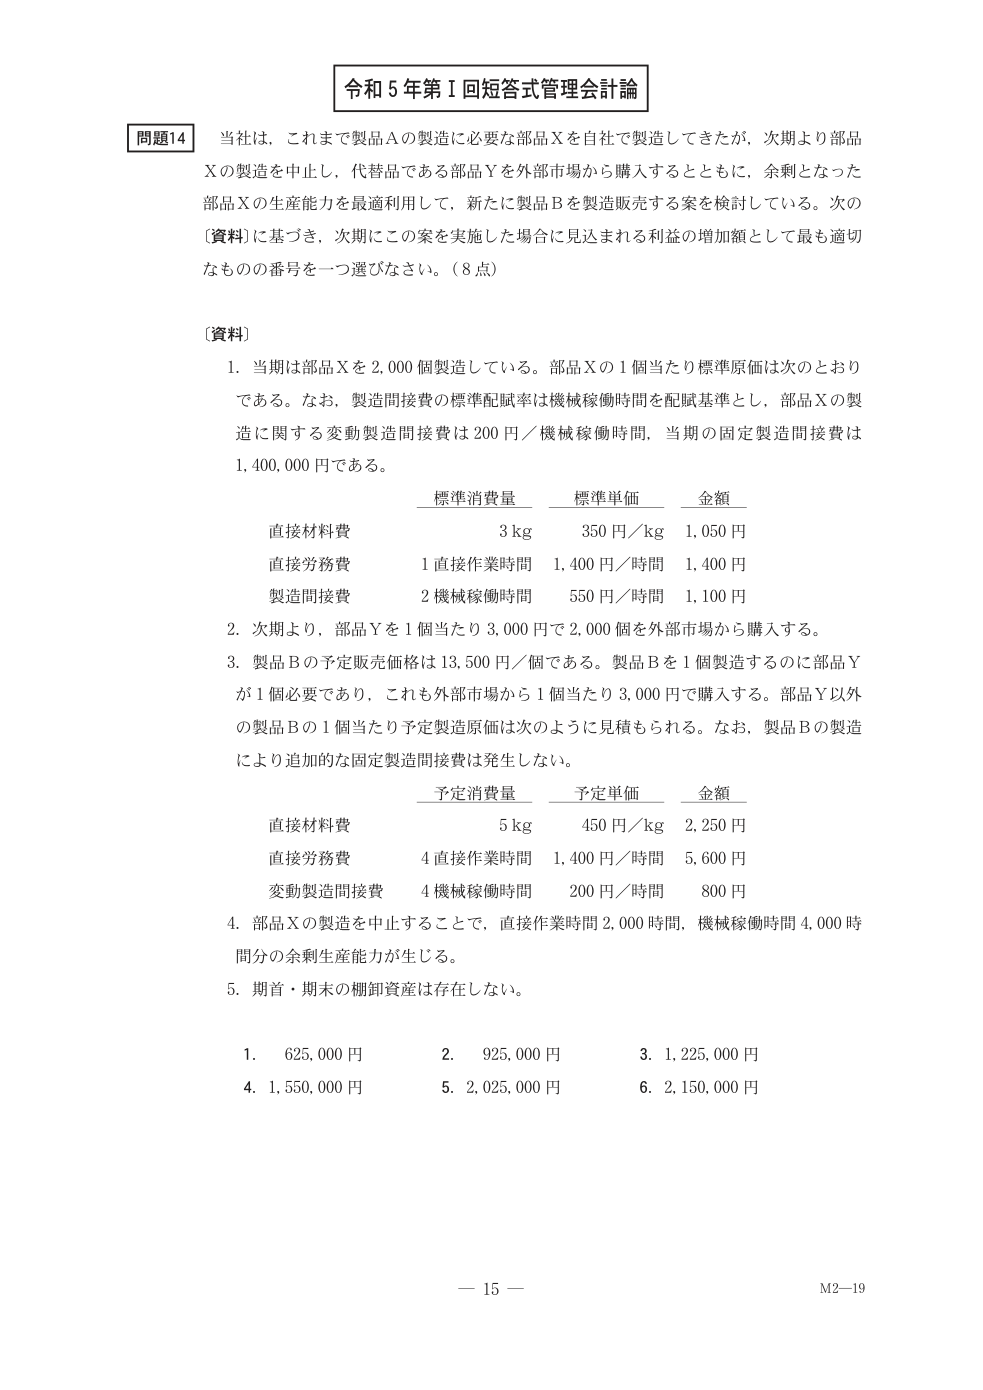 令和5年第Ⅰ回短答式管理会計論
問題14 当社は，これまで製品Aの製造に必要な部品Xを自社で製造してきたが，次期より部品
Xの製造を中止し，代替品である部品Yを外部市場から購入するとともに，余剰となった
部品Xの生産能力を最適利用して，新たに製品Bを製造販売する案を検討している。次の
〔資料〕に基づき，次期にこの案を実施した場合に見込まれる利益の増加額として最も適切
なものの番号を一つ選びなさい。（8点）
〔資料〕
1. 当期は部品Xを2,000個製造している。部品Xの1個当たり標準原価は次のとおり
である。なお，製造間接費の標準配賦率は機械稼働時間を配賦基準とし，部品Xの製
造に関する変動製造間接費は200円／機械稼働時間，当期の固定製造間接費は
1,400,000円である。
標準消費量 標準単価 金額
直接材料費 3kg 350円／kg 1,050円
直接労務費 1直接作業時間 1,400円／時間 1,400円
製造間接費 2機械稼働時間 550円／時間 1,100円
2. 次期より，部品Yを1個当たり3,000円で2,000個を外部市場から購入する。
3. 製品Bの予定販売価格は13,500円／個である。製品Bを1個製造するのに部品Y
が1個必要であり，これも外部市場から1個当たり3,000円で購入する。部品Y以外
の製品Bの1個当たり予定製造原価は次のように見積もられる。なお，製品Bの製造
により追加的な固定製造間接費は発生しない。
予定消費量 予定単価 金額
直接材料費 5kg 450円／kg 2,250円
直接労務費 4直接作業時間 1,400円／時間 5,600円
変動製造間接費 4機械稼働時間 200円／時間 800円
4. 部品Xの製造を中止することで，直接作業時間2,000時間，機械稼働時間4,000時
間分の余剰生産能力が生じる。
5. 期首・期末の棚卸資産は存在しない。
1. 625,000円 2. 925,000円 3. 1,225,000円
4. 1,550,000円 5. 2,025,000円 6. 2,150,000円
— 15 — M2—19